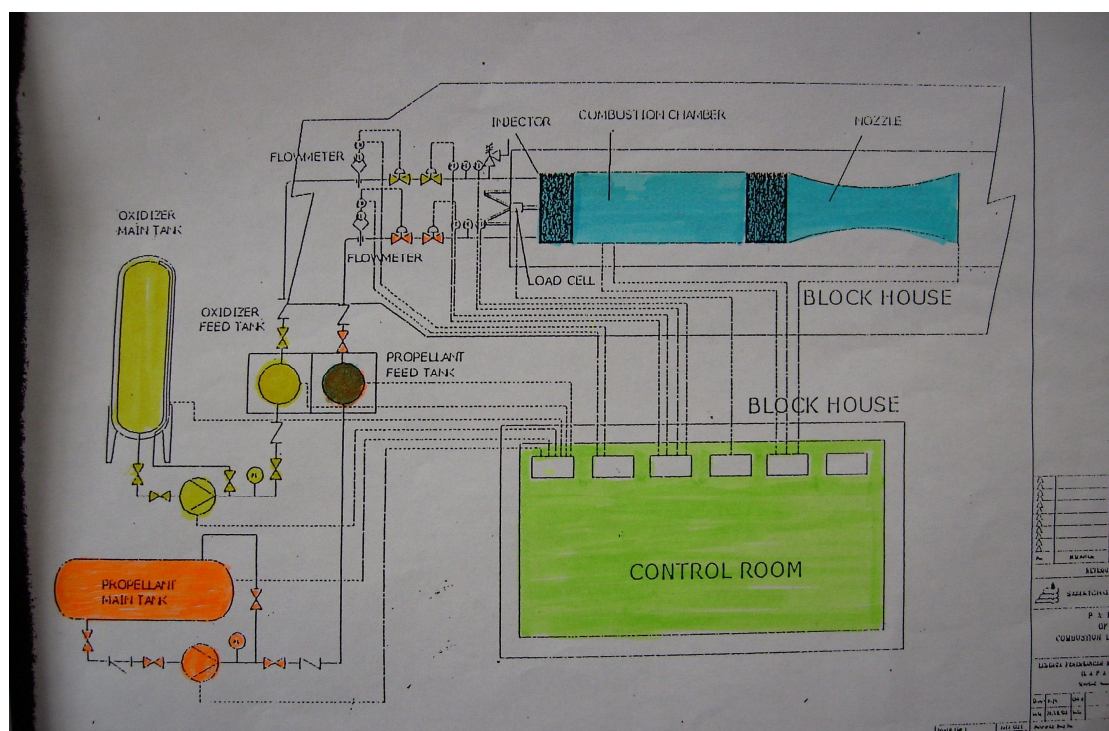 INJECTOR
COMBUSTION CHAMBER
NOZZLE
FLOWMETER
OXIDIZER
MAIN TANK
FLOWMETER
LOAD CELL
BLOCK HOUSE
OXIDIZER
FEED TANK
PROPELLANT
FEED TANK
BLOCK HOUSE
CONTROL ROOM
PROPELLANT
MAIN TANK